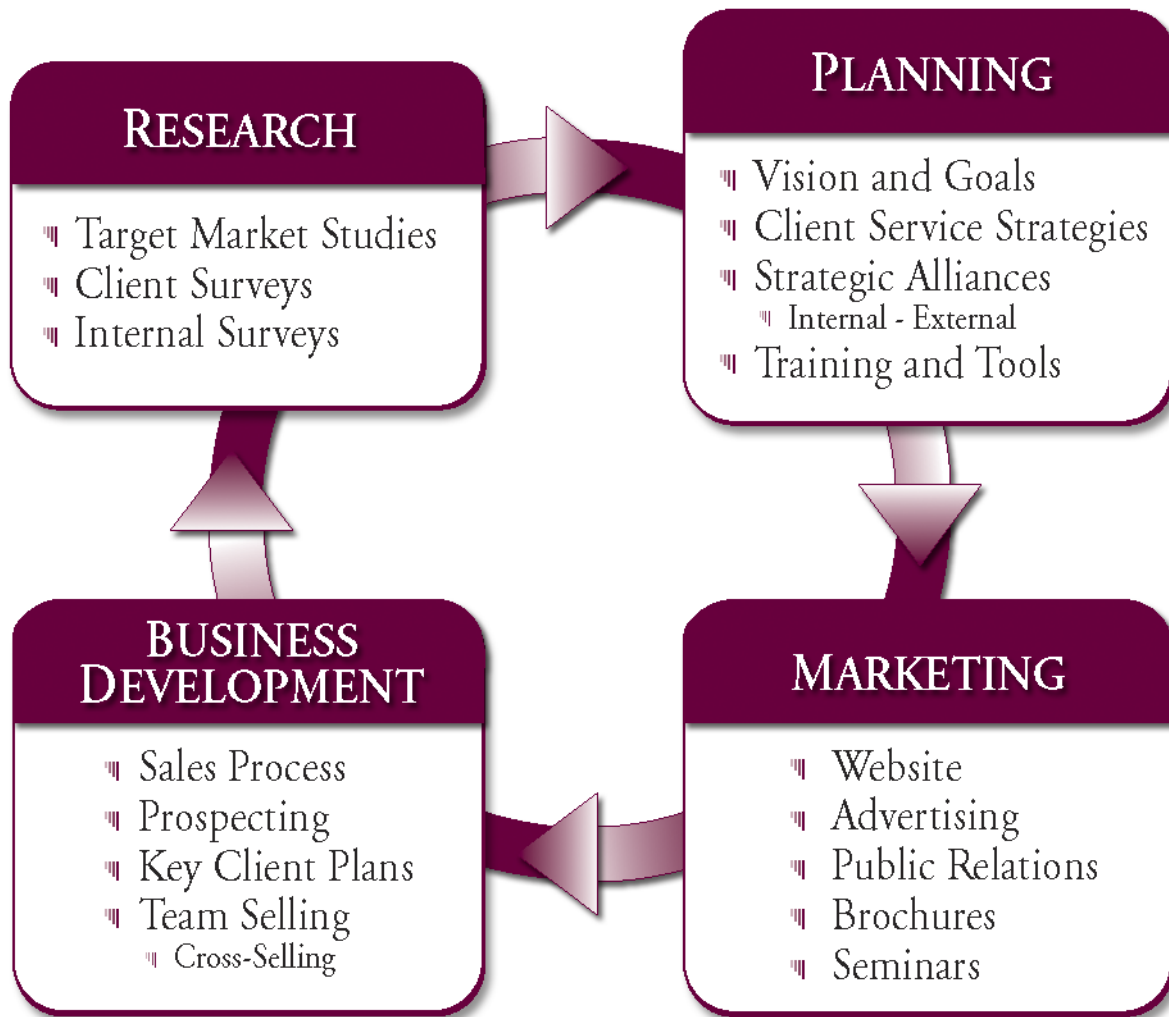 RESEARCH
Target Market Studies
Client Surveys
Internal Surveys
PLANNING
Vision and Goals
Client Service Strategies
Strategic Alliances
Internal - External
Training and Tools
MARKETING
Website
Advertising
Public Relations
Brochures
Seminars
BUSINESS
DEVELOPMENT
Sales Process
Prospecting
Key Client Plans
Team Selling
Cross-Selling